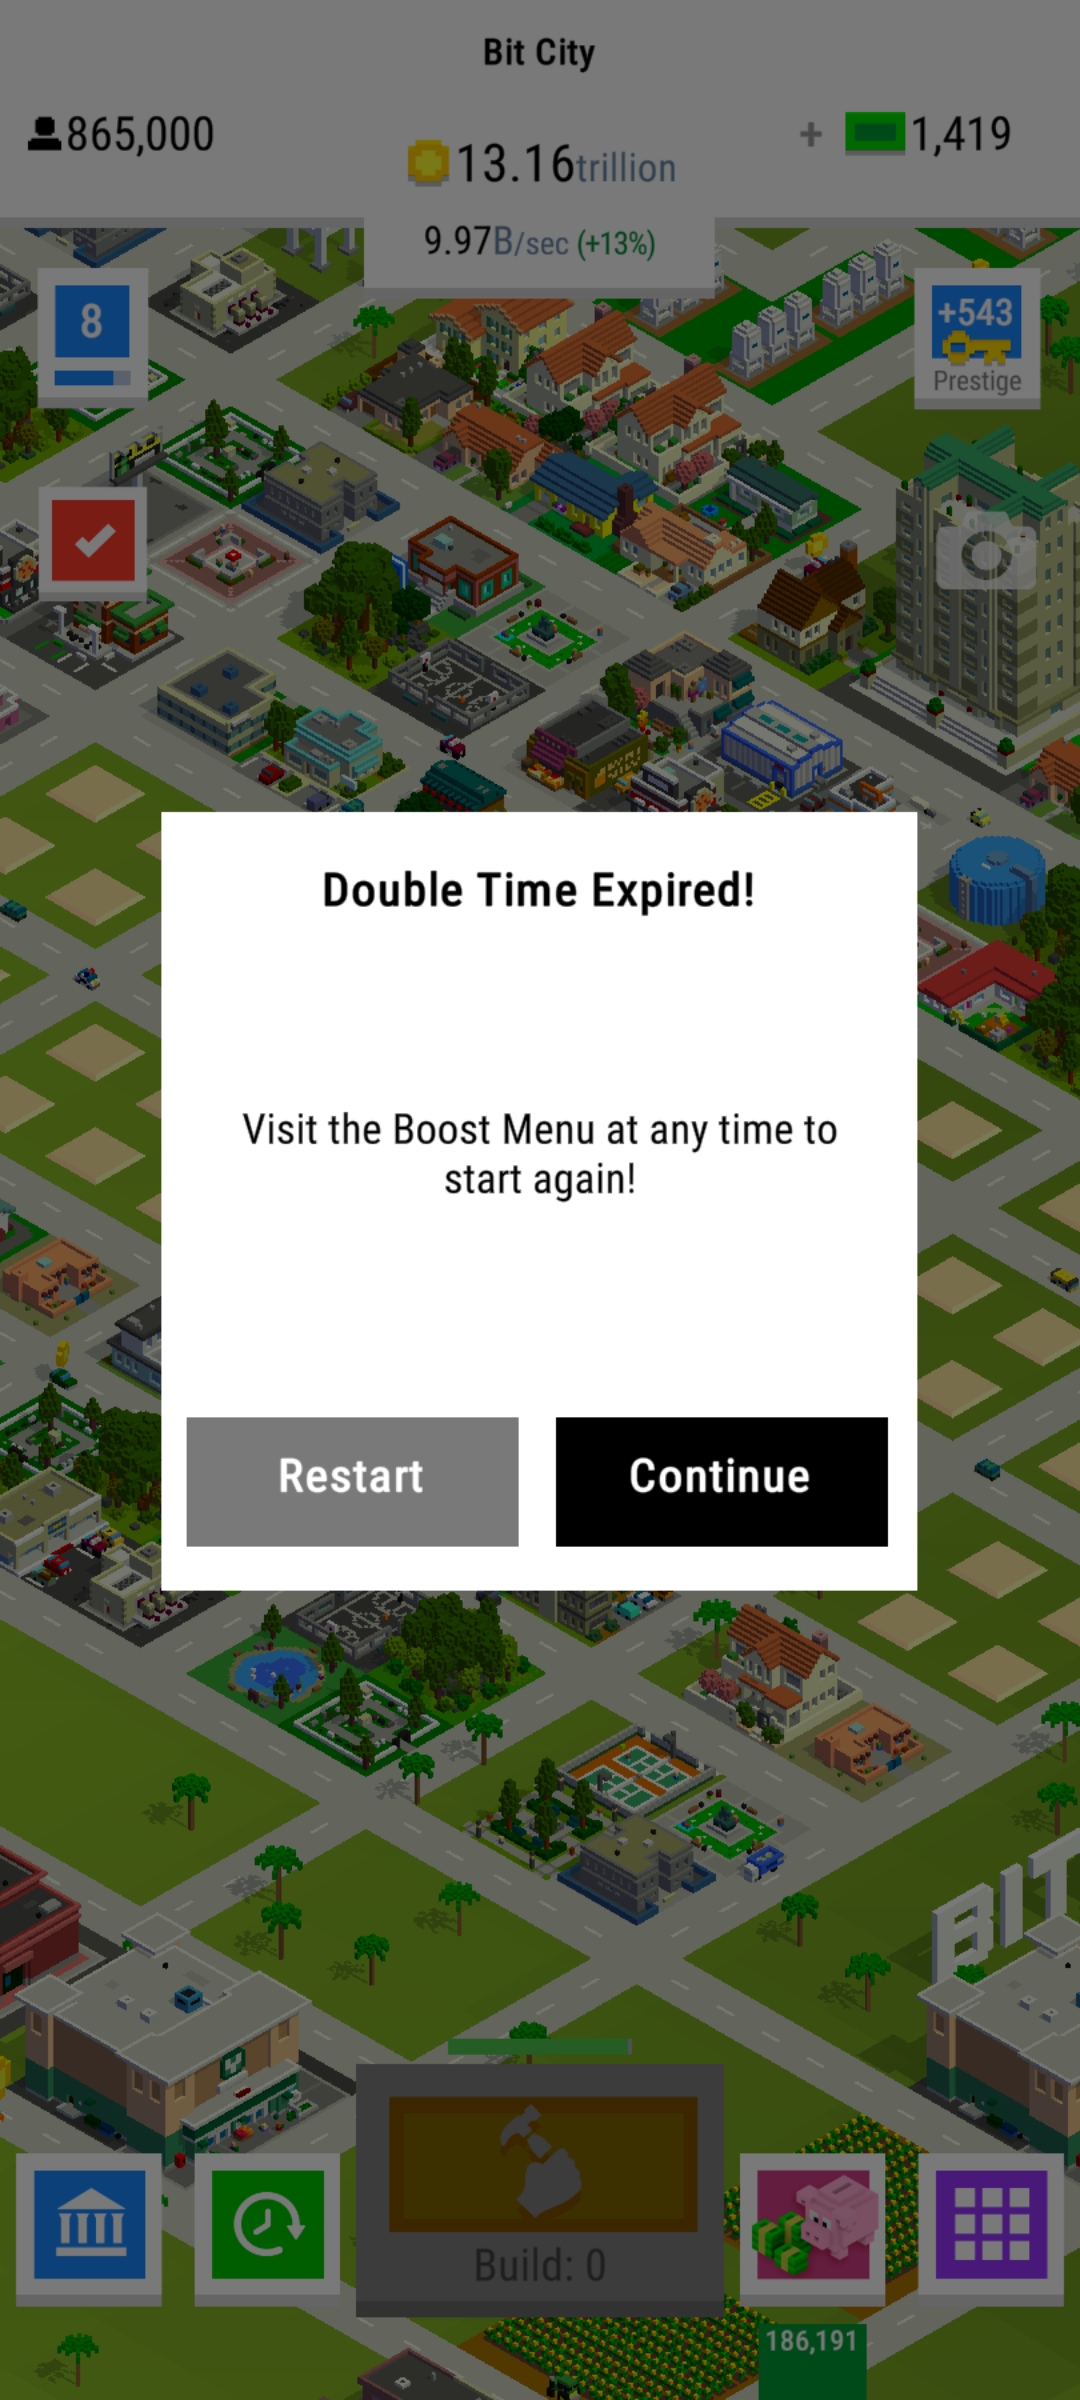 Bit City
865,000
13.16trillion
+ 1,419
9.97B/sec (+13%)
8
+543
Prestige
Double Time Expired!
Visit the Boost Menu at any time to
start again!
Restart
Continue
BIT
Build: 0
186,191